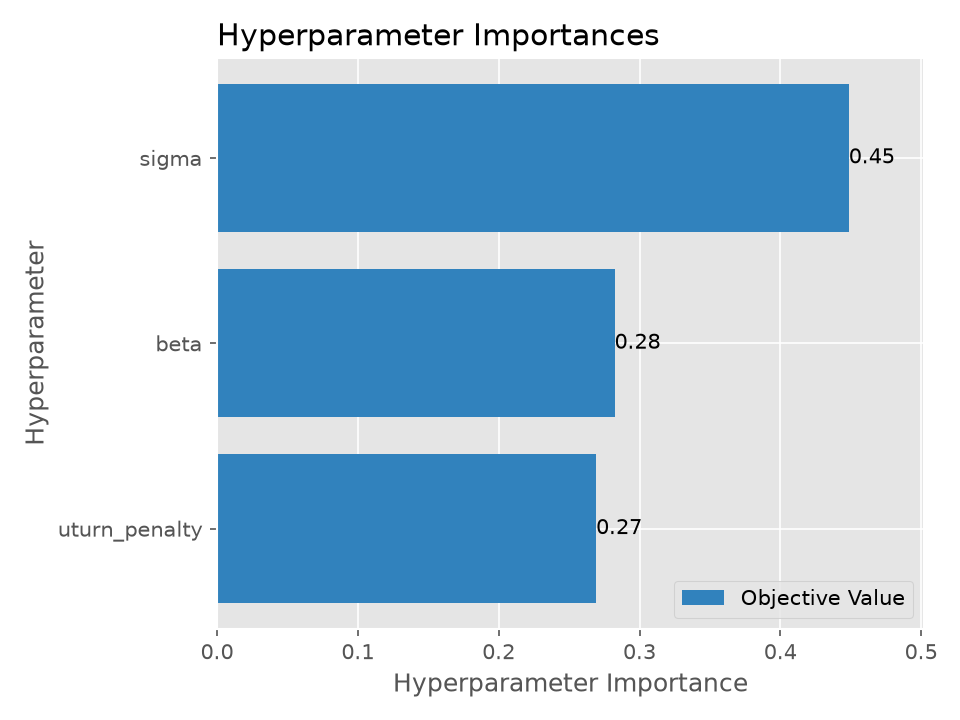 Hyperparameter Importances
Hyperparameter
sigma
0.45
beta
0.28
uturn_penalty
0.27
Objective Value
0.0 0.1 0.2 0.3 0.4 0.5
Hyperparameter Importance